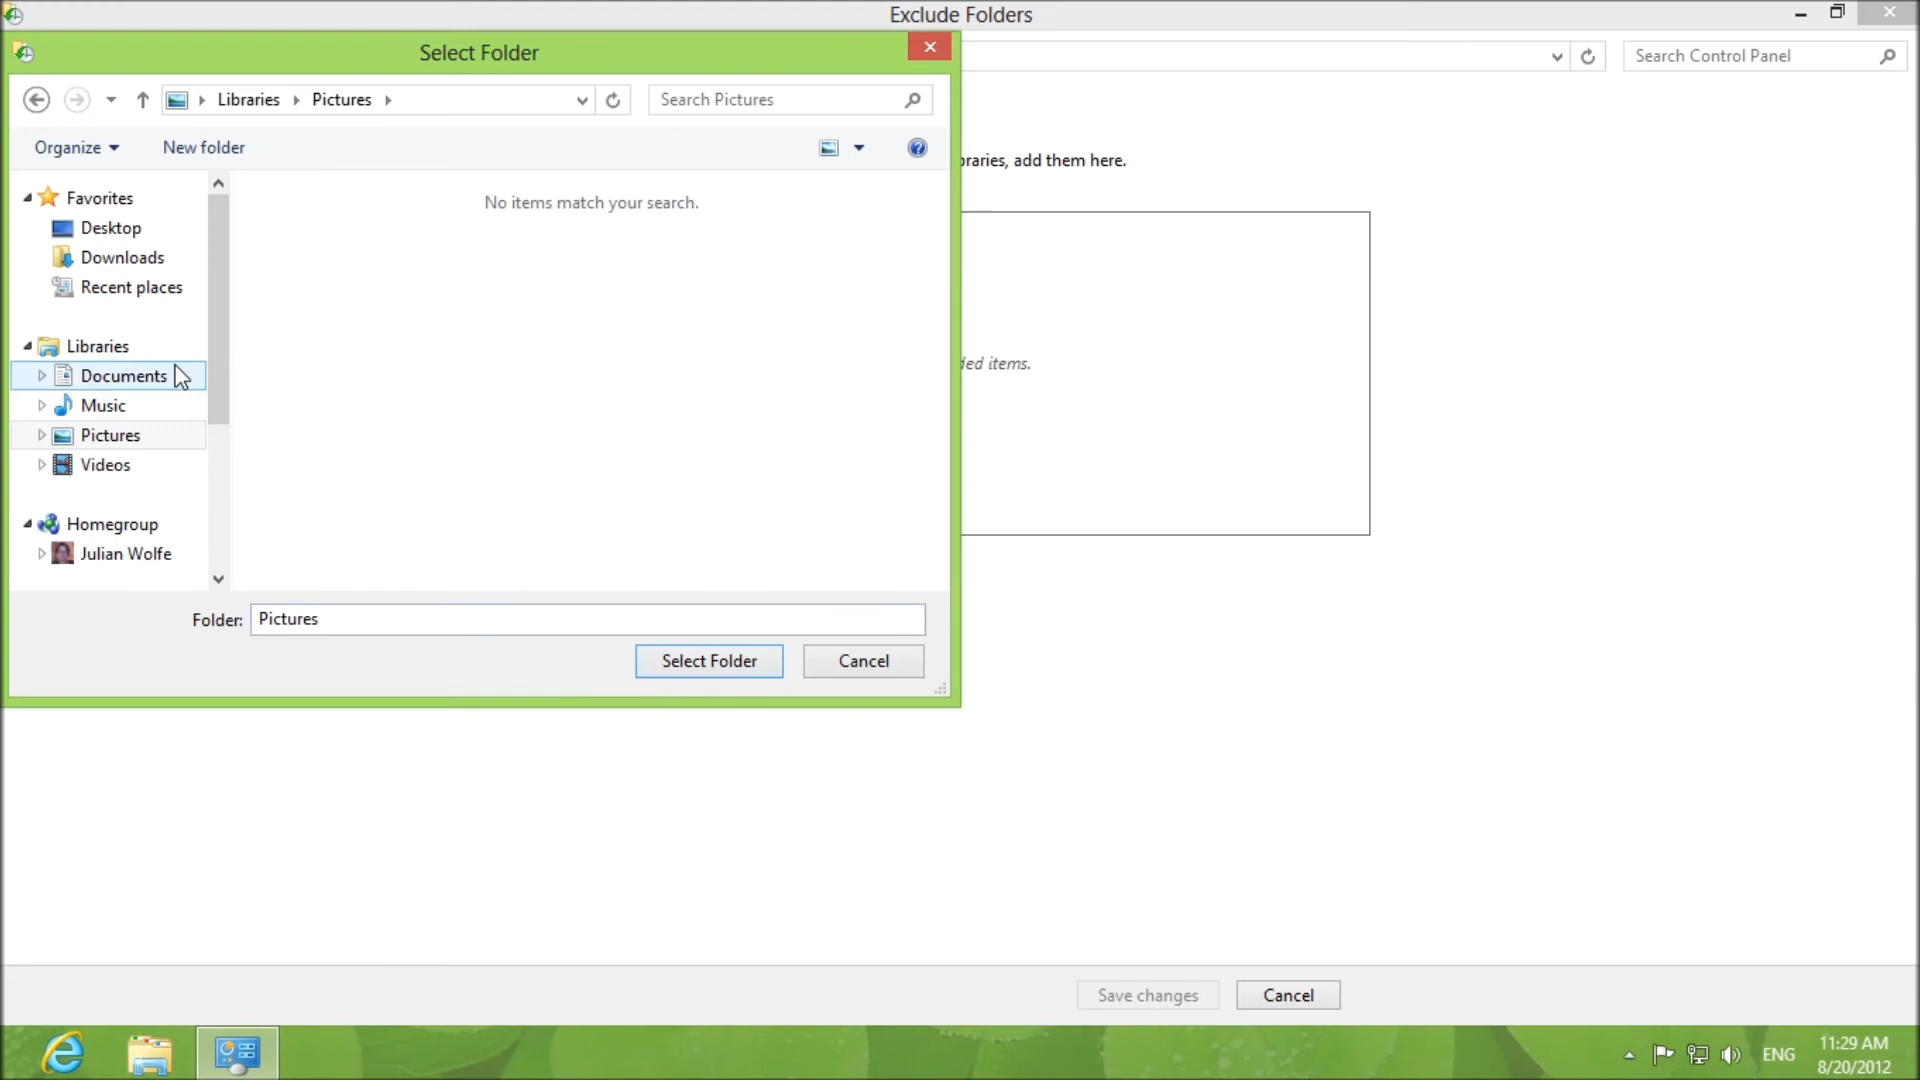 Exclude Folders
Select Folder
Search Control Panel
Libraries
Pictures
Search Pictures
Organize
New folder
add them here.
No items match your search.
Favorites
Desktop
Downloads
Recent places
Libraries
Documents
Music
Pictures
Videos
Homegroup
Julian Wolfe
items.
Folder:
Pictures
Select Folder
Cancel
Save changes
Cancel
ENG
11:29 AM
8/20/2012